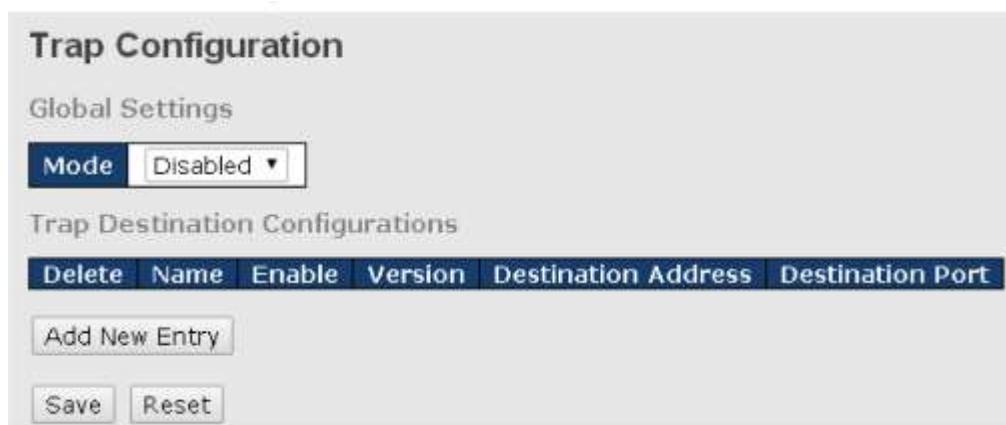 Trap Configuration
Global Settings
Mode Disabled
Trap Destination Configurations
Delete Name Enable Version Destination Address Destination Port
Add New Entry
Save Reset